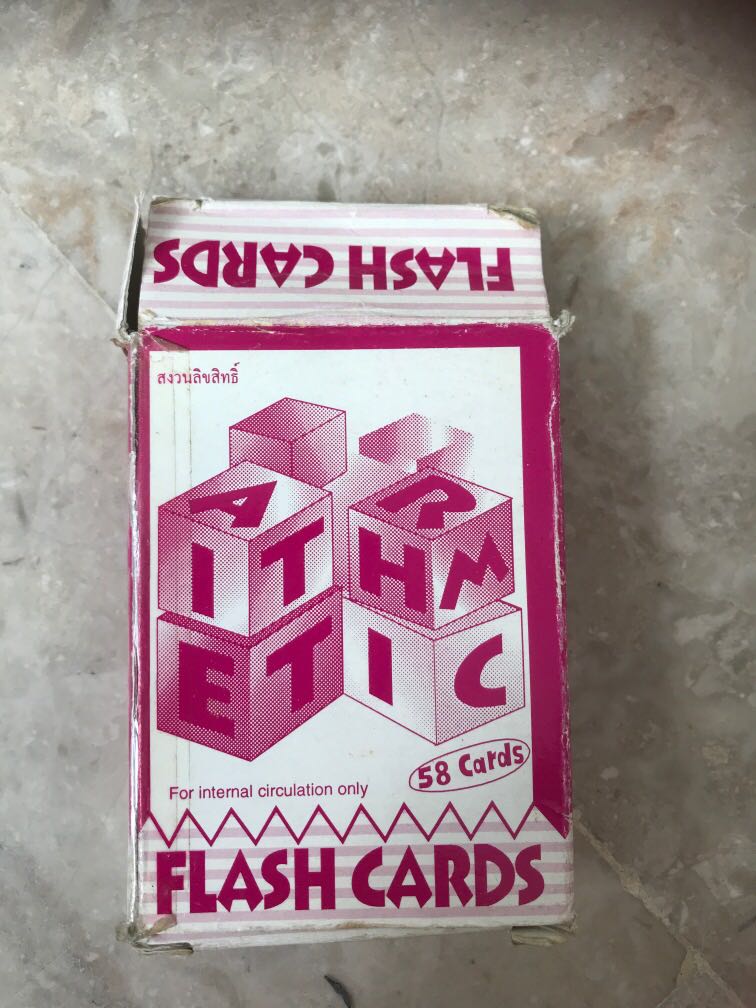 FLASH CARDS
สงวนลิขสิทธิ์
A R
I T H M
E T I C
58 Cards
For internal circulation only
FLASH CARDS